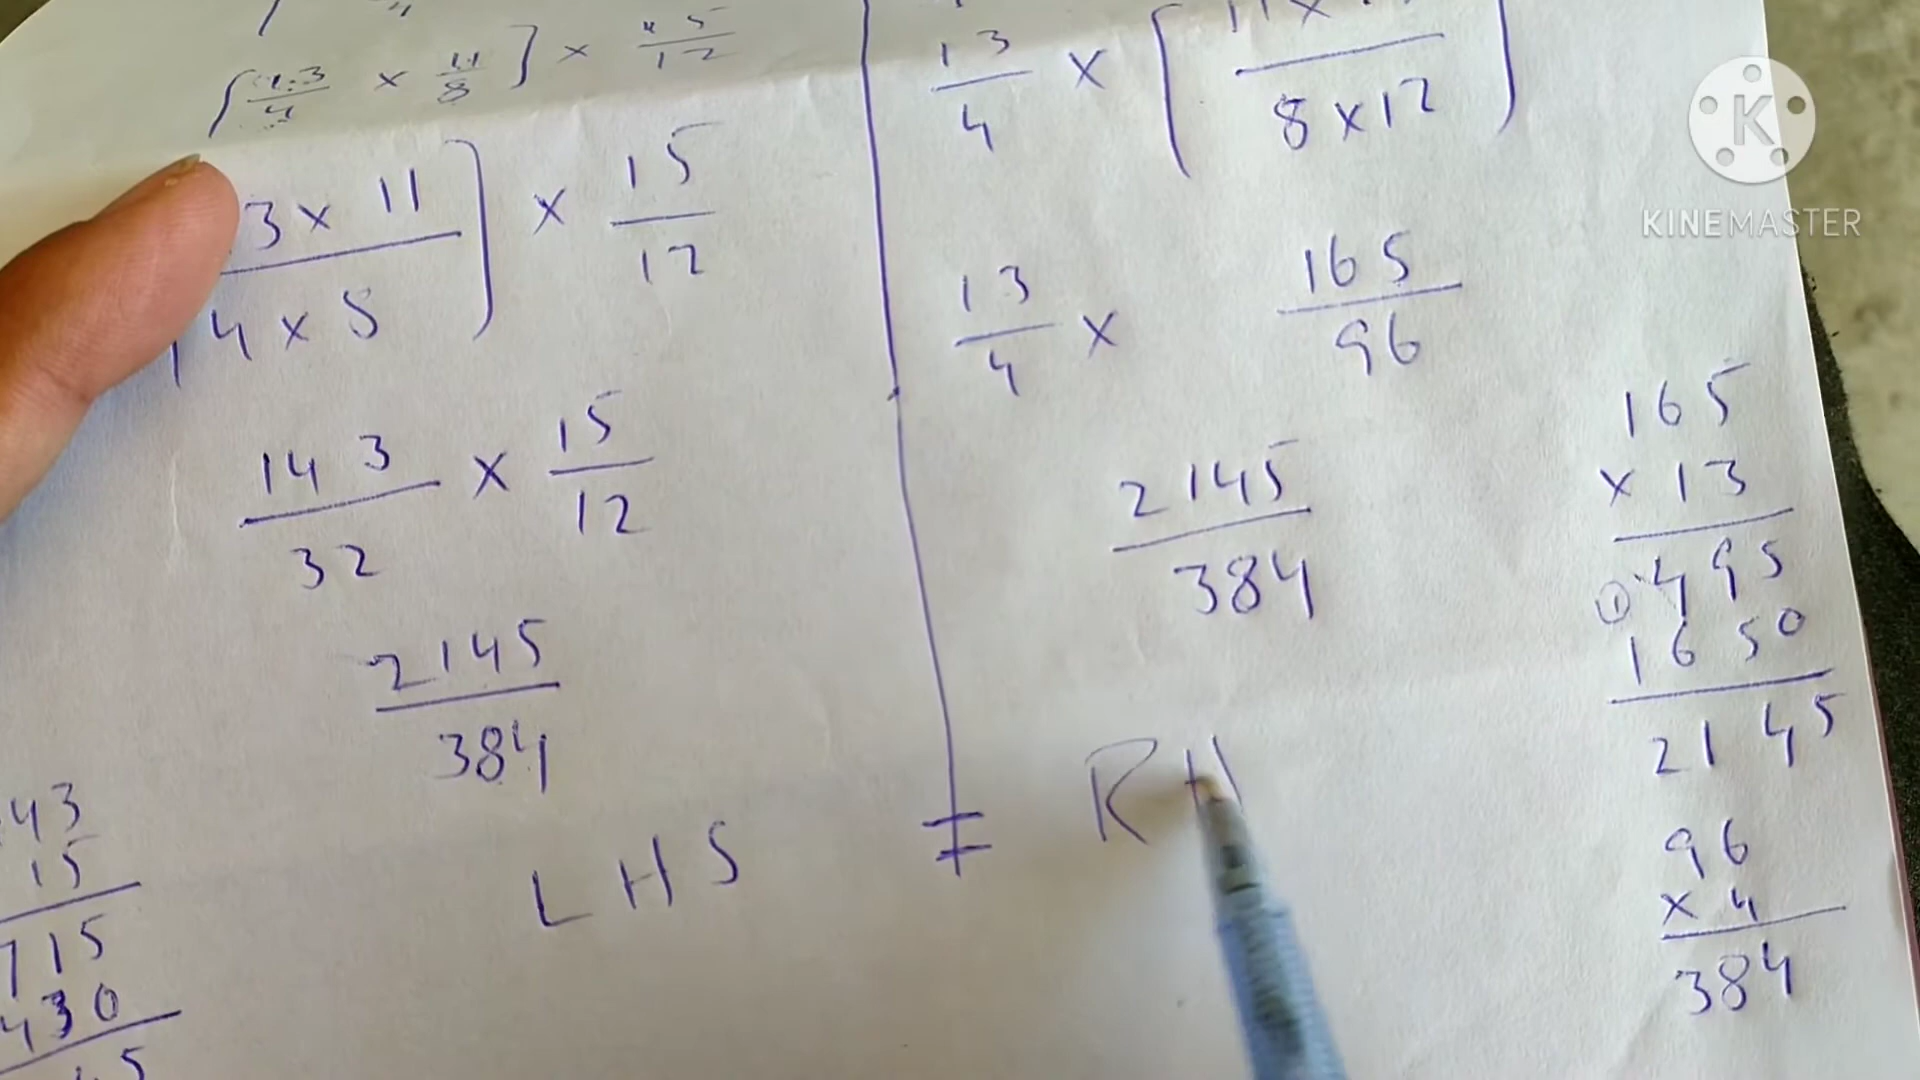 [13/4 × 11/8] × 15/12
3 × 11
4 × 8 ] × 15/12
143/32 × 15/12
2145/384
LHS = RH
13/4 × [
8 × 12 ]
13/4 × 165/96
2145/384
165
× 13
495
1650
2145
96
× 4
384
43
15
715
430
45
K
KINEMASTER